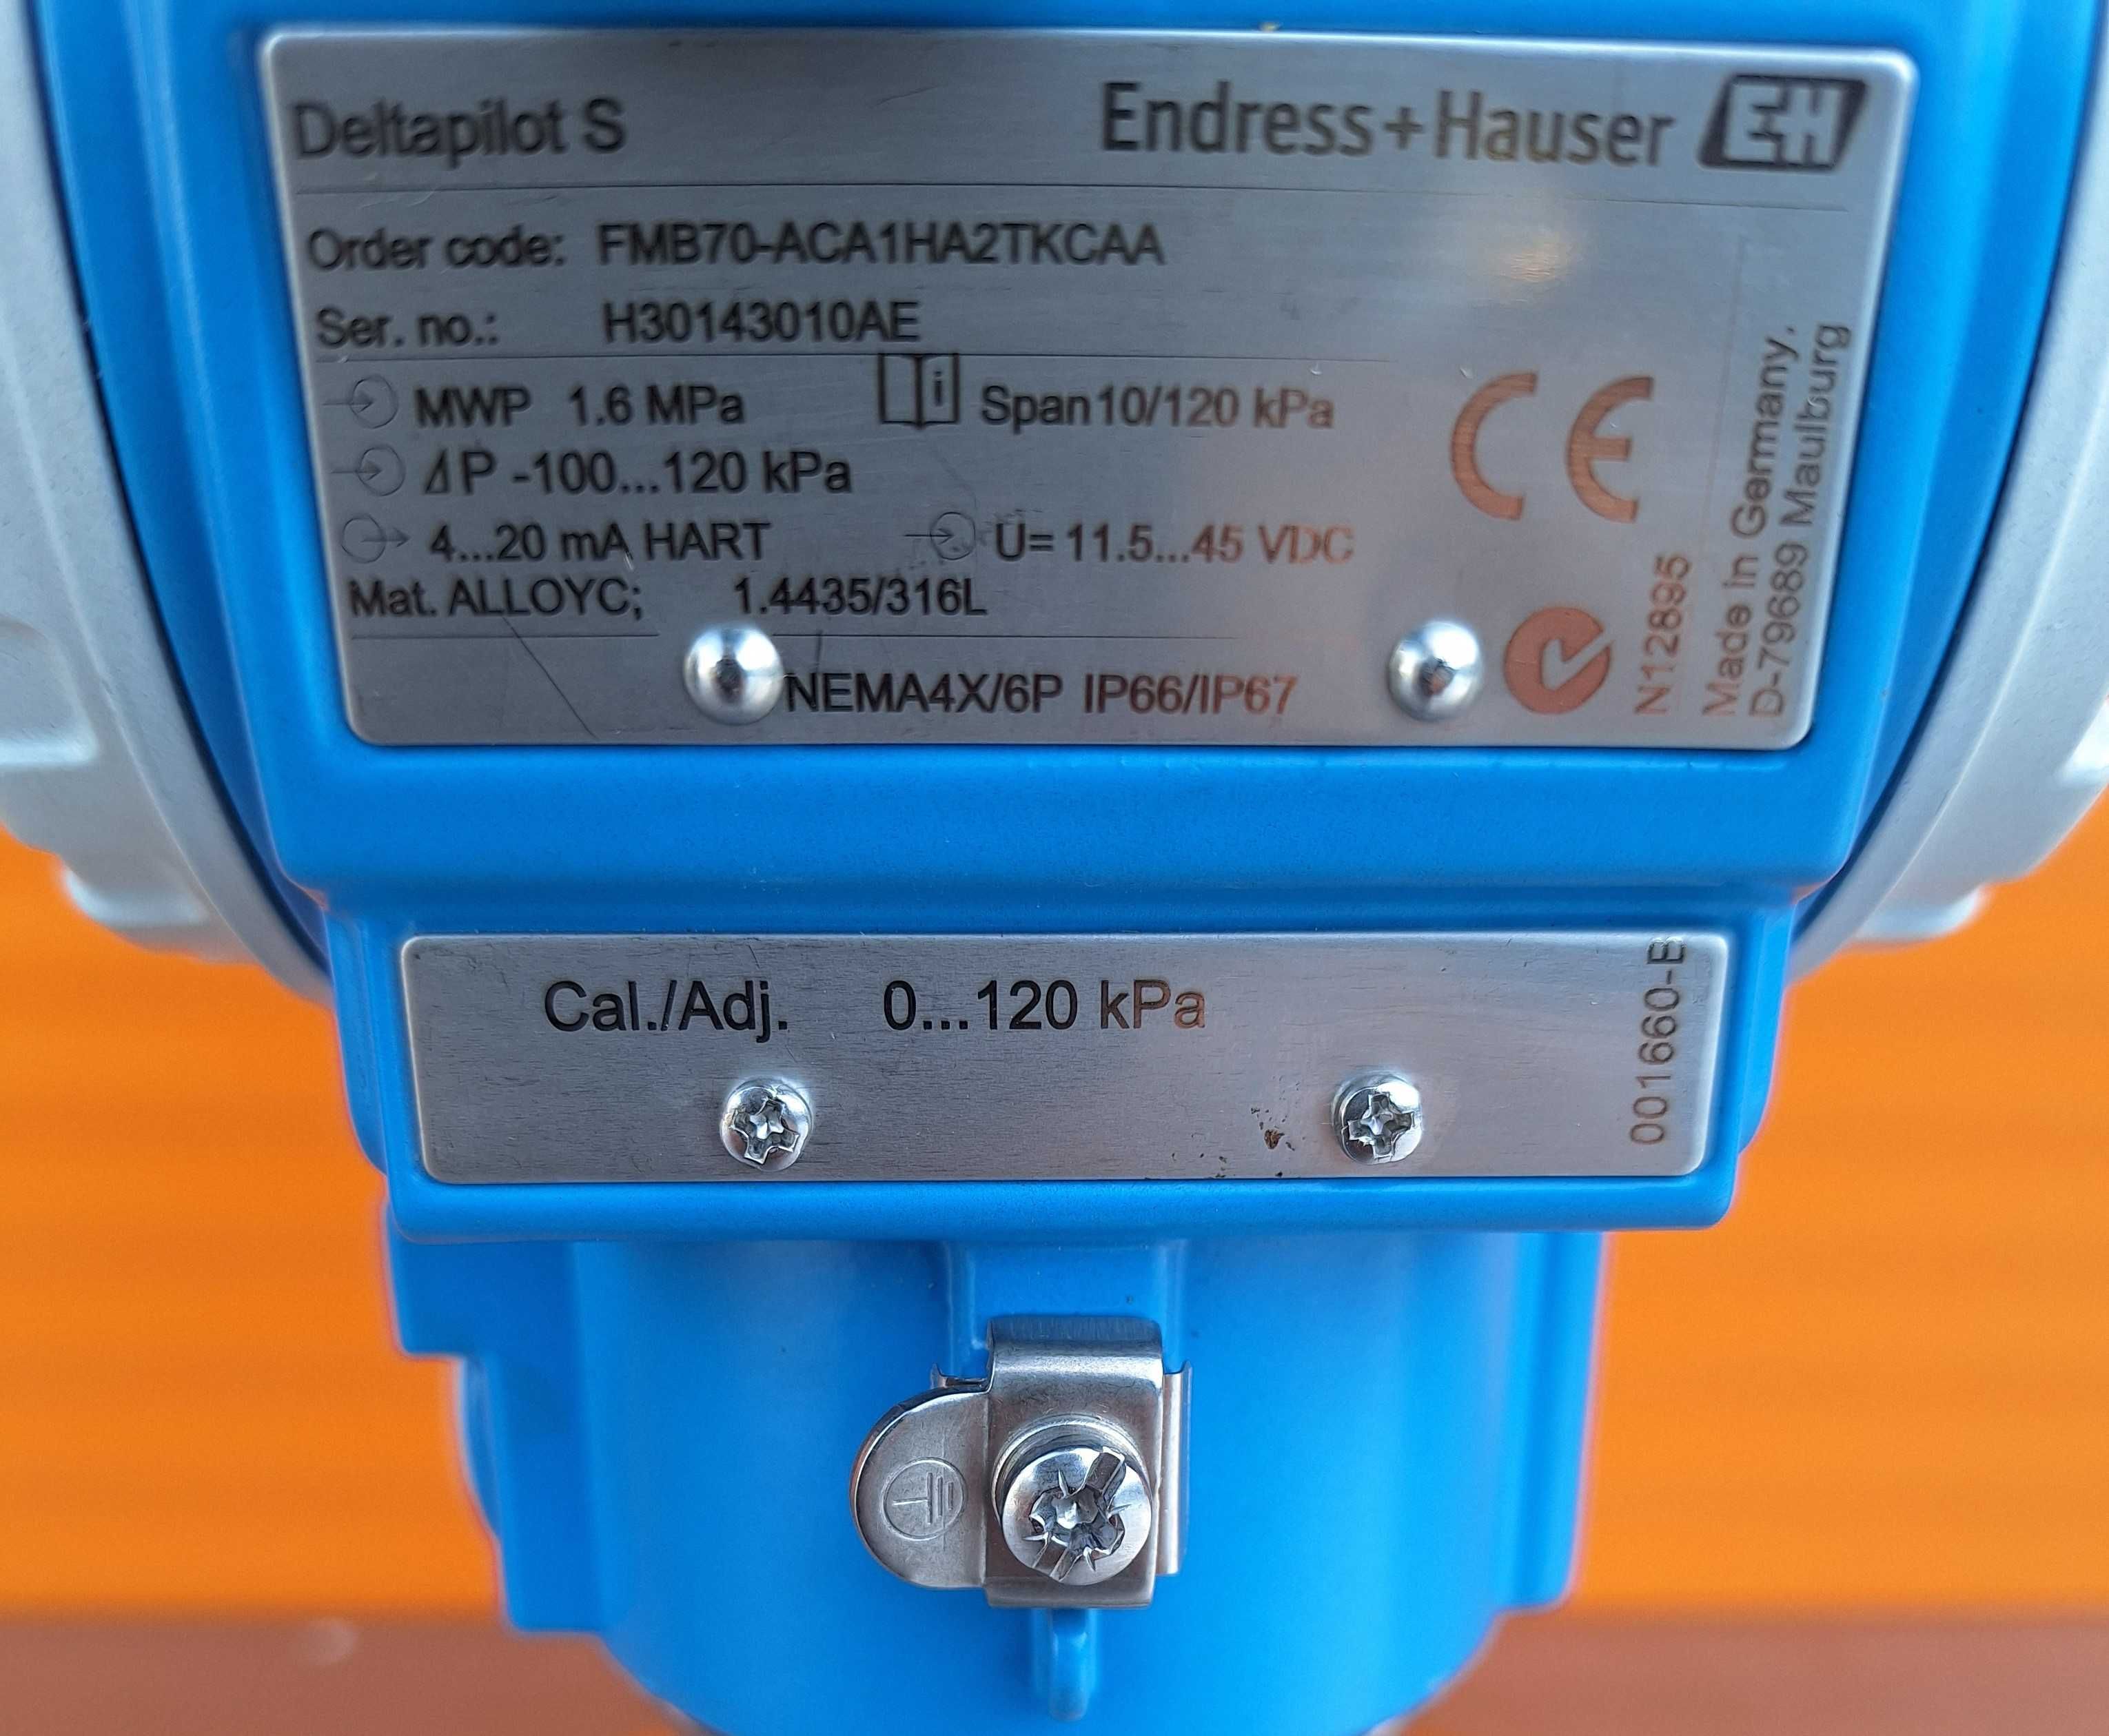 Deltapilot S Endress+Hauser EH
Order code: FMB70-ACA1HA2TKCAA
Ser. no.: H30143010AE
MWP 1.6 MPa i Span 10/120 kPa
ΔP -100...120 kPa
4...20 mA HART U= 11.5...45 VDC
Mat. ALLOYC; 1.4435/316L
NEMA4X/6P IP66/IP67
CE
N12895
Made in Germany.
D-79689 Maulburg
Cal./Adj. 0...120 kPa
001660-B